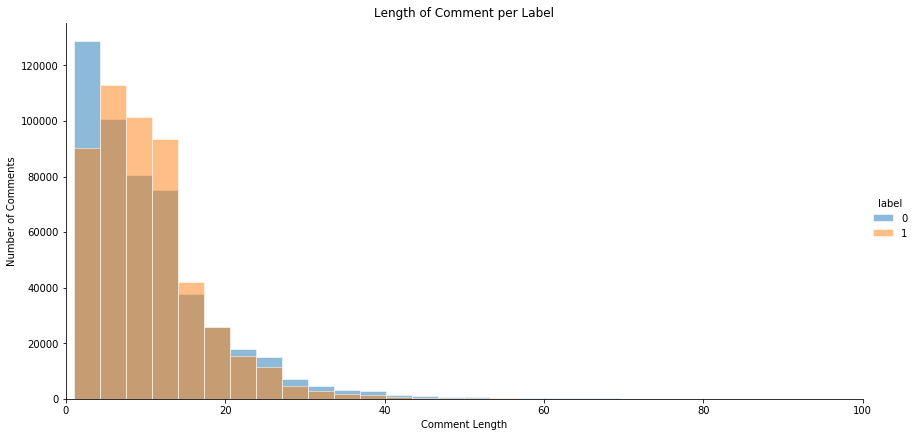 Length of Comment per Label
120000
100000
80000
60000
40000
20000
0
Number of Comments
0 20 40 60 80 100
Comment Length
label
0
1